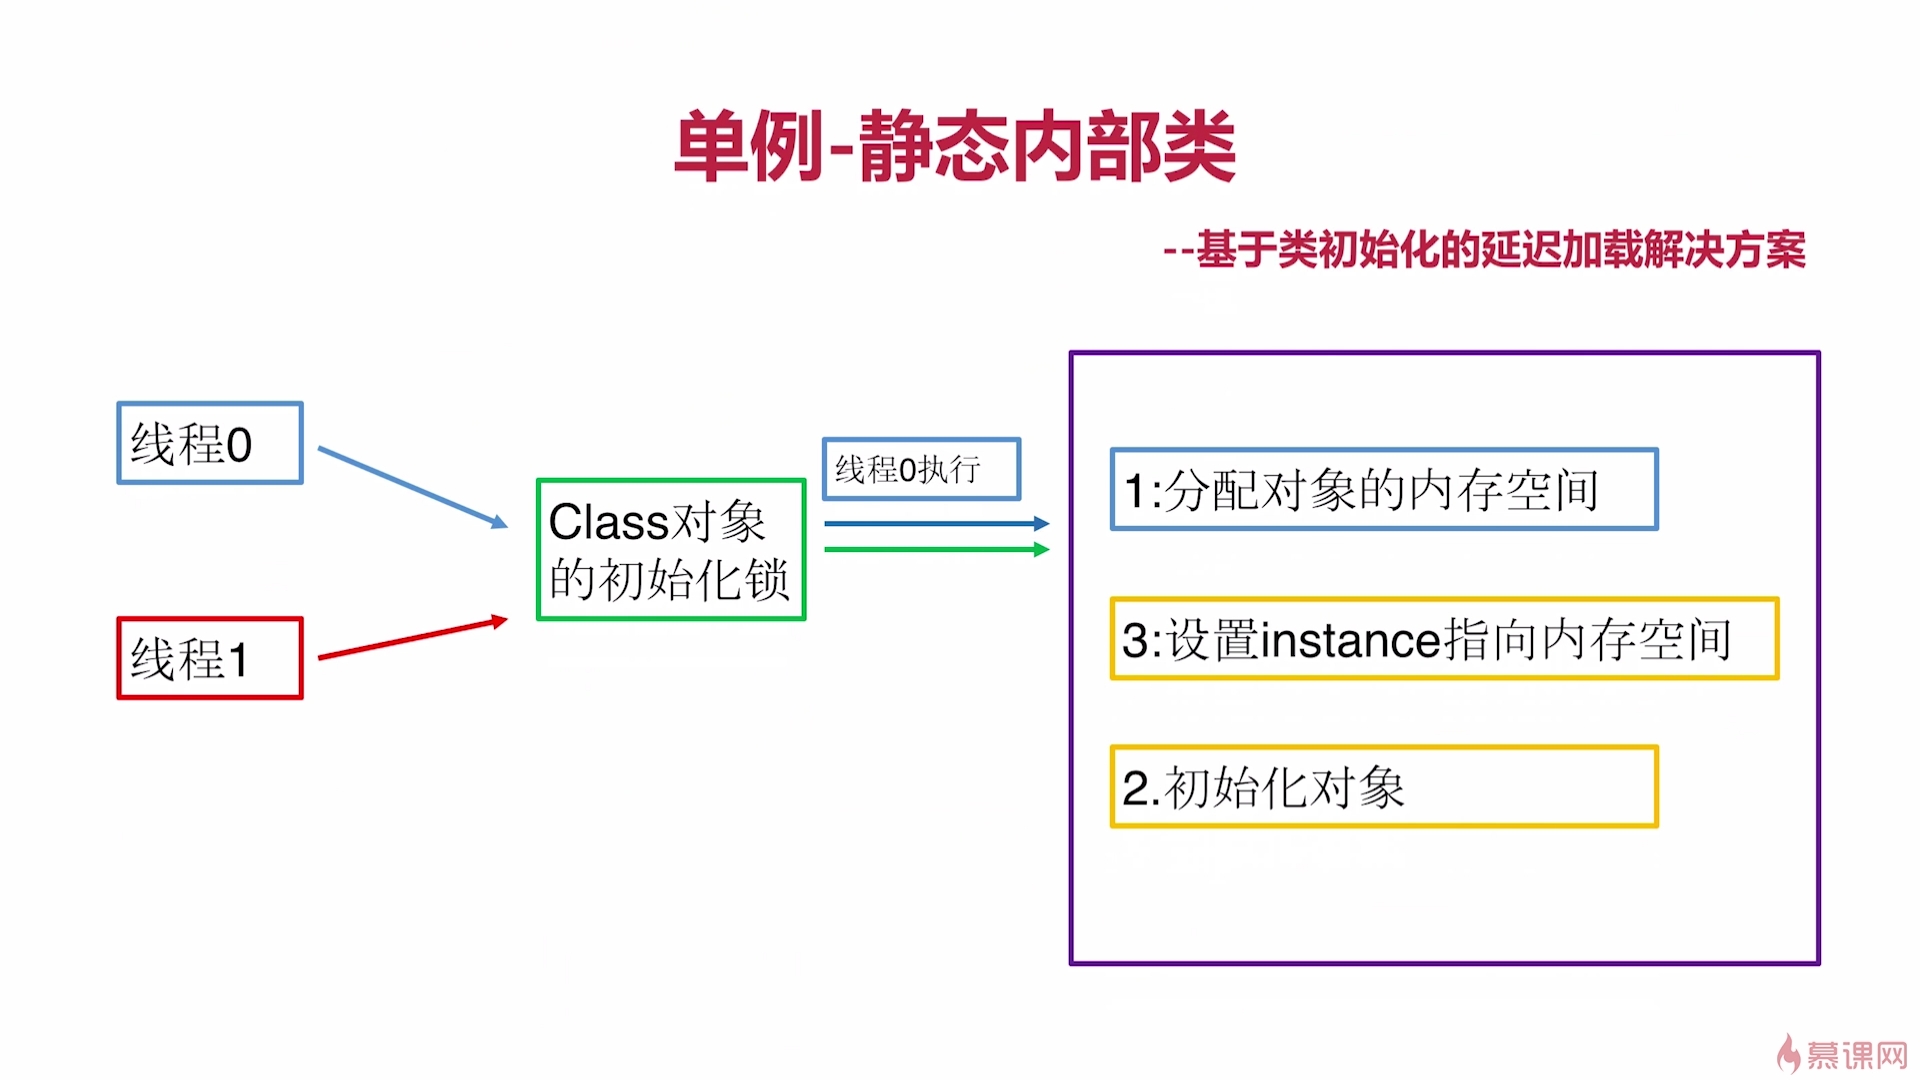 单例-静态内部类
--基于类初始化的延迟加载解决方案
线程0
线程1
Class对象
的初始化锁
线程0执行
1:分配对象的内存空间
3:设置instance指向内存空间
2.初始化对象
慕课网